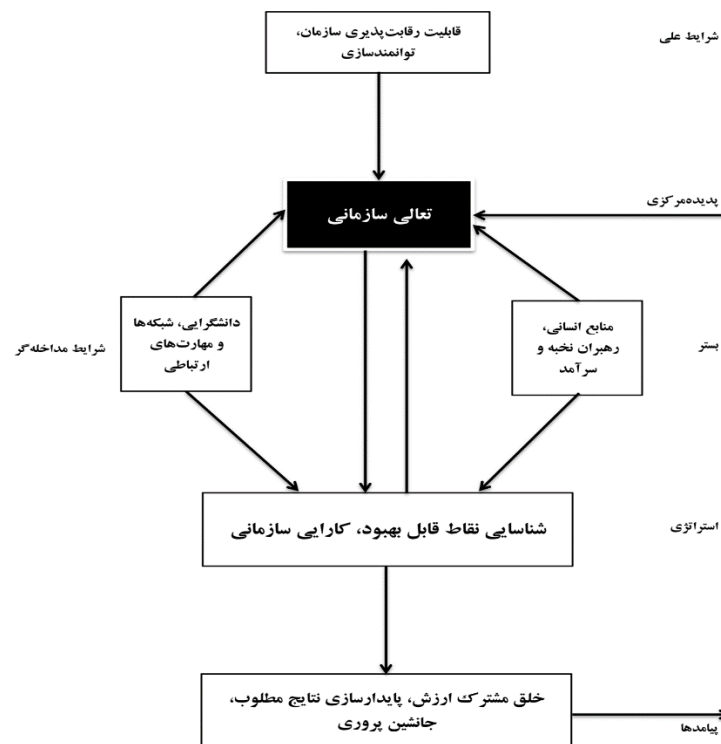 شرایط علی
قابلیت رقابت‌پذیری سازمان،
توانمندسازی
پدیده‌مرکزی
تعالی سازمانی
بستر
منابع انسانی،
رهبران نخبه و
سرآمد
دانشگرایی، شبکه‌ها
و مهارت‌های
ارتباطی
شرایط مداخله‌گر
استراتژی
شناسایی نقاط قابل بهبود، کارایی سازمانی
خلق مشترک ارزش، پایدارسازی نتایج مطلوب،
جانشین پروری
پیامدها